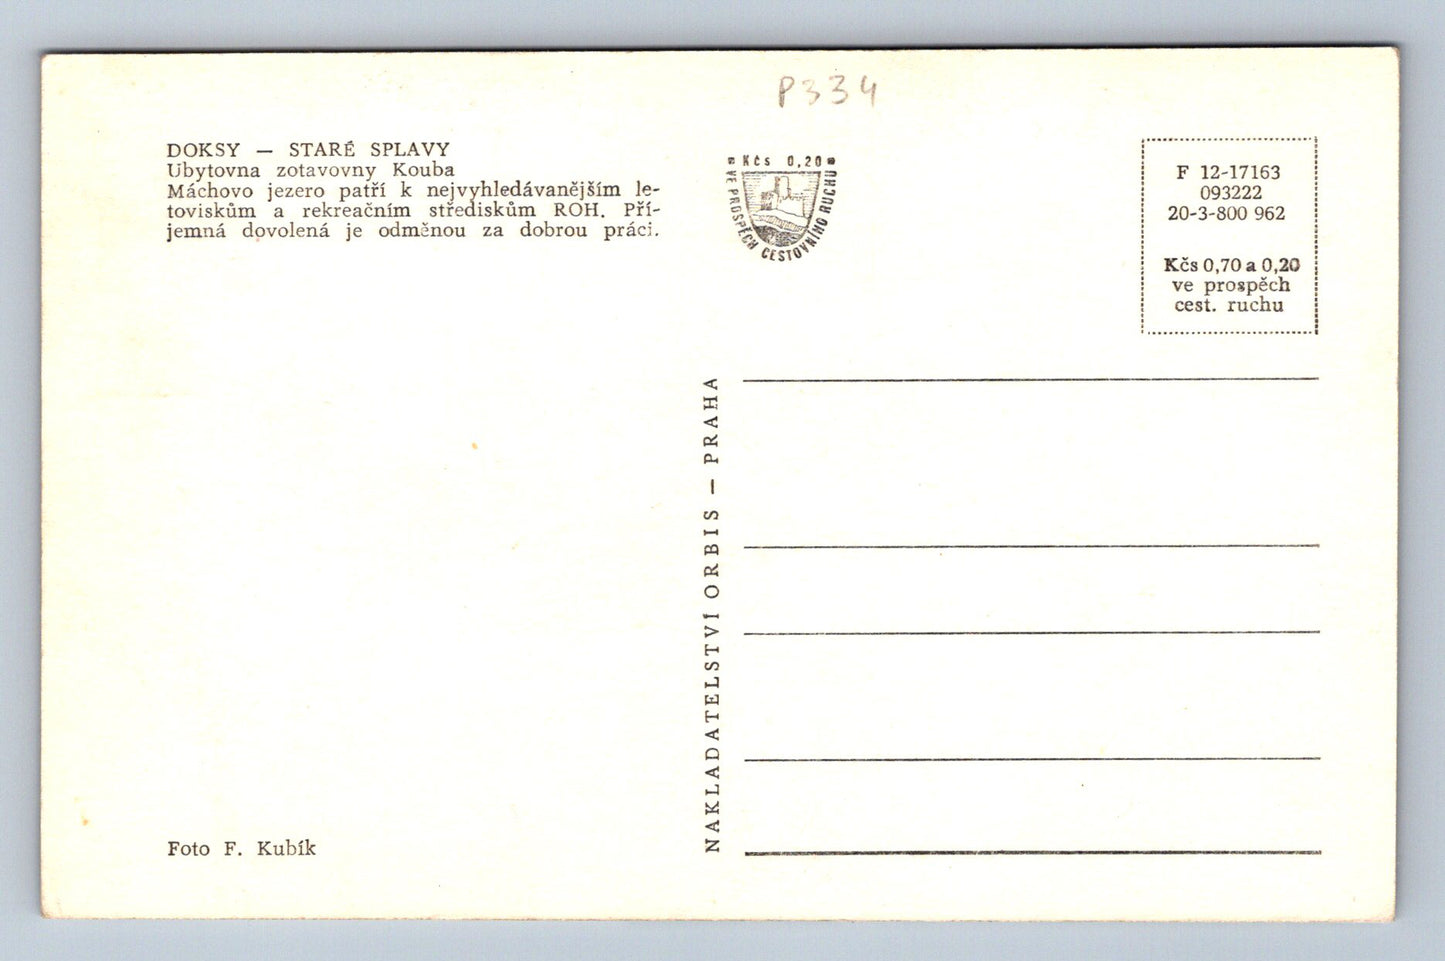 P334
DOKSY — STARÉ SPLAVY
Ubytovna zotavovny Kouba
Máchovo jezero patří k nejvyhledávanějším le-
toviskům a rekreačním střediskům ROH. Pří-
jemná dovolená je odměnou za dobrou práci.
Foto F. Kubík
Kčs 0,20
VE PROSPĚCH CESTOVNÍHO RUCHU
NAKLADATELSTVÍ ORBIS — PRAHA
F 12-17163
093222
20-3-800 962
Kčs 0,70 a 0,20
ve prospěch
cest. ruchu